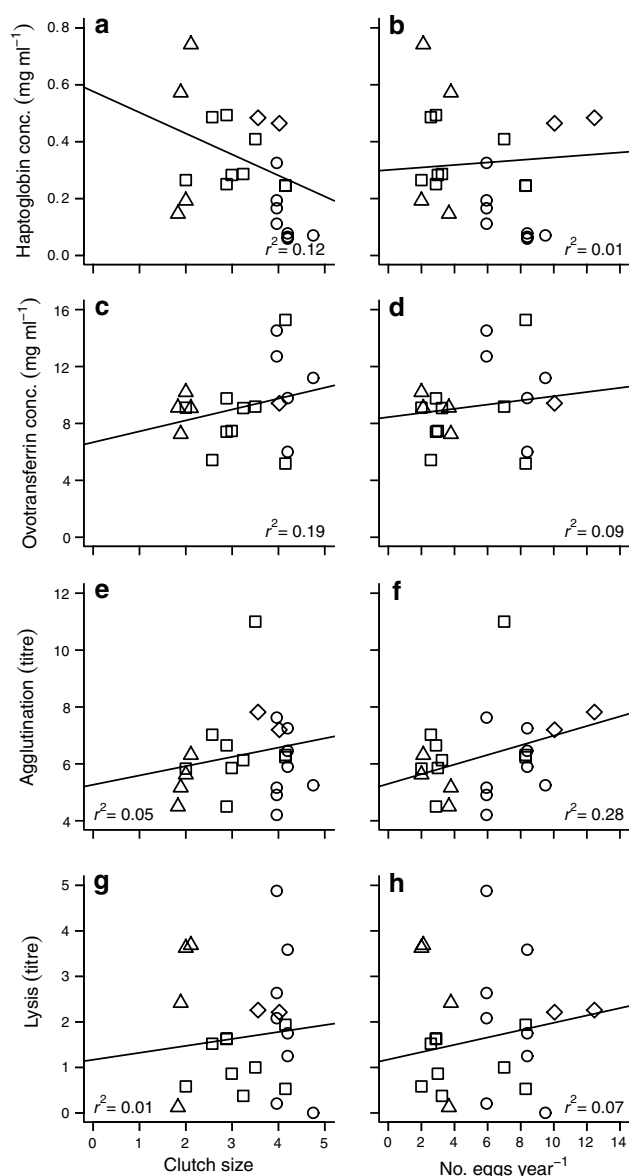 a
b
Haptoglobin conc. (mg ml⁻¹)
0.8
0.6
0.4
0.2
0.0
r² = 0.12
r² = 0.01
c
d
Ovotransferrin conc. (mg ml⁻¹)
16
12
8
4
0
r² = 0.19
r² = 0.09
e
f
Agglutination (titre)
12
10
8
6
4
r² = 0.05
r² = 0.28
g
h
Lysis (titre)
5
4
3
2
1
0
r² = 0.01
r² = 0.07
0 1 2 3 4 5
0 2 4 6 8 10 12 14
Clutch size
No. eggs year⁻¹